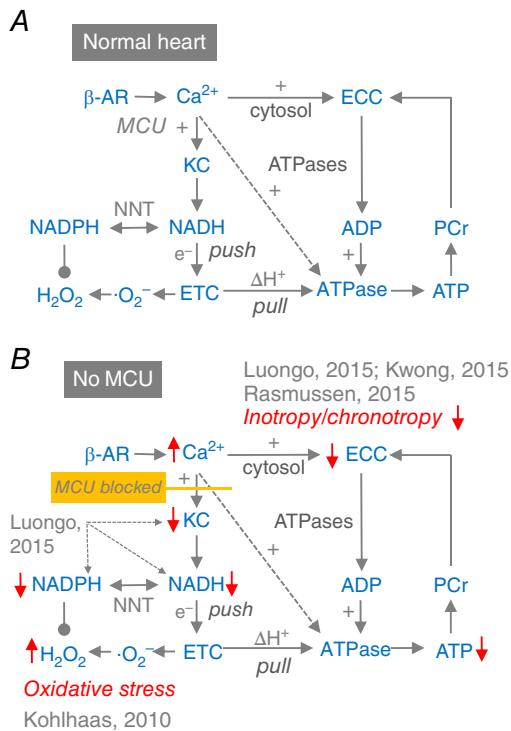 A
Normal heart
β-AR
Ca²⁺
+
cytosol
ECC
MCU
+
KC
ATPases
+
NADPH
NNT
NADH
ADP
PCr
e⁻
push
+
H₂O₂
·O₂⁻
ETC
ΔH⁺
pull
ATPase
ATP
B
No MCU
Luongo, 2015; Kwong, 2015
Rasmussen, 2015
Inotropy/chronotropy
β-AR
Ca²⁺
+
cytosol
ECC
MCU blocked
+
Luongo,
2015
KC
ATPases
+
NADPH
NNT
NADH
ADP
PCr
e⁻
push
+
H₂O₂
·O₂⁻
ETC
ΔH⁺
pull
ATPase
ATP
Oxidative stress
Kohlhaas, 2010